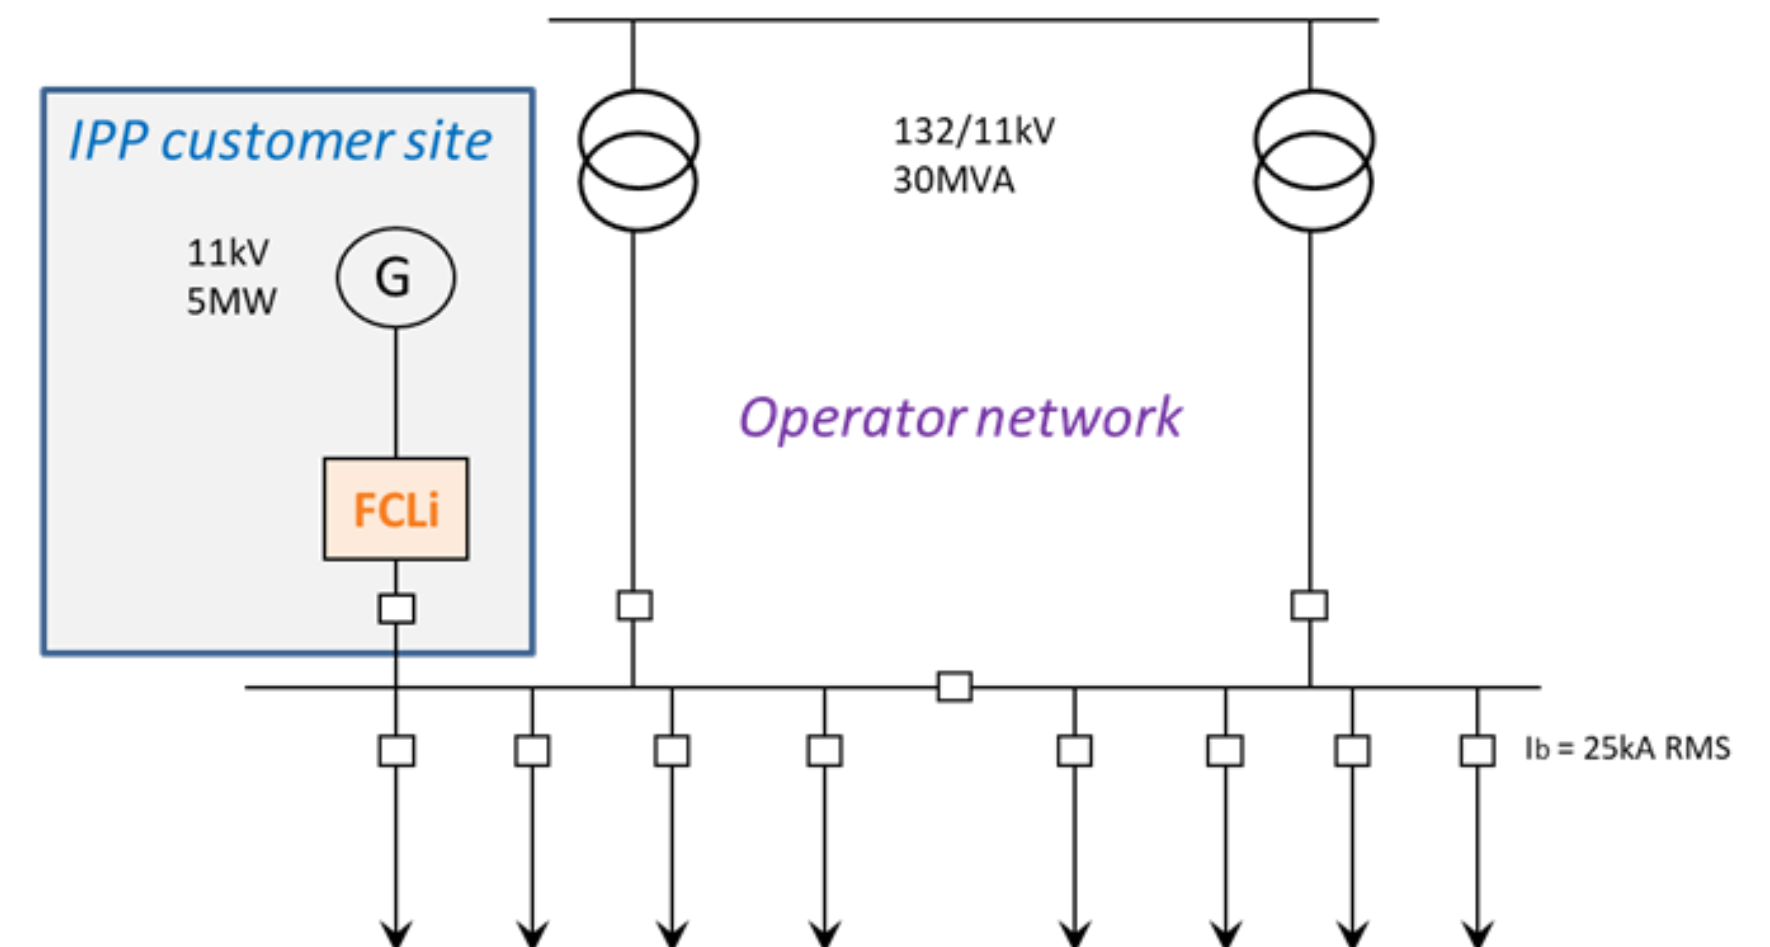 IPP customer site
132/11kV
30MVA
11kV
5MW
G
Operator network
FCLi
Ib = 25kA RMS